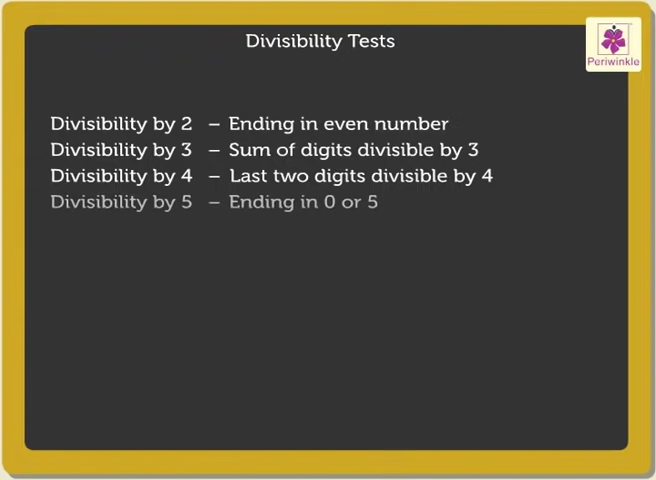 Divisibility Tests
Periwinkle
Divisibility by 2 – Ending in even number
Divisibility by 3 – Sum of digits divisible by 3
Divisibility by 4 – Last two digits divisible by 4
Divisibility by 5 – Ending in 0 or 5